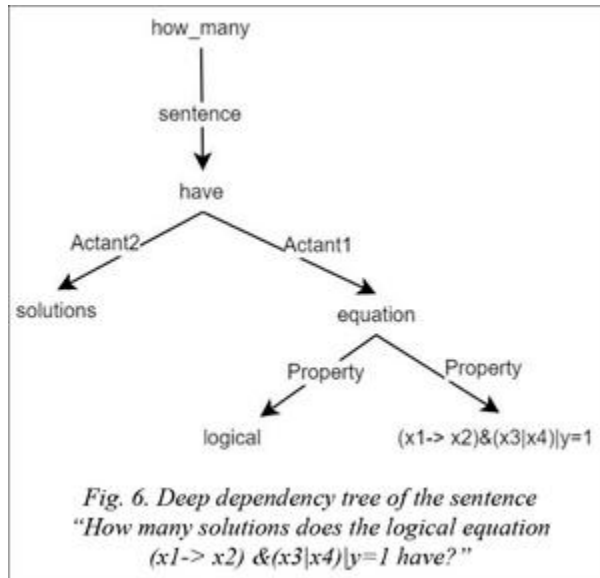 how_many
sentence
have
Actant2
Actant1
solutions
equation
Property
Property
logical
(x1-> x2)&(x3|x4)|y=1
Fig. 6. Deep dependency tree of the sentence
“How many solutions does the logical equation
(x1-> x2) &(x3|x4)|y=1 have?”